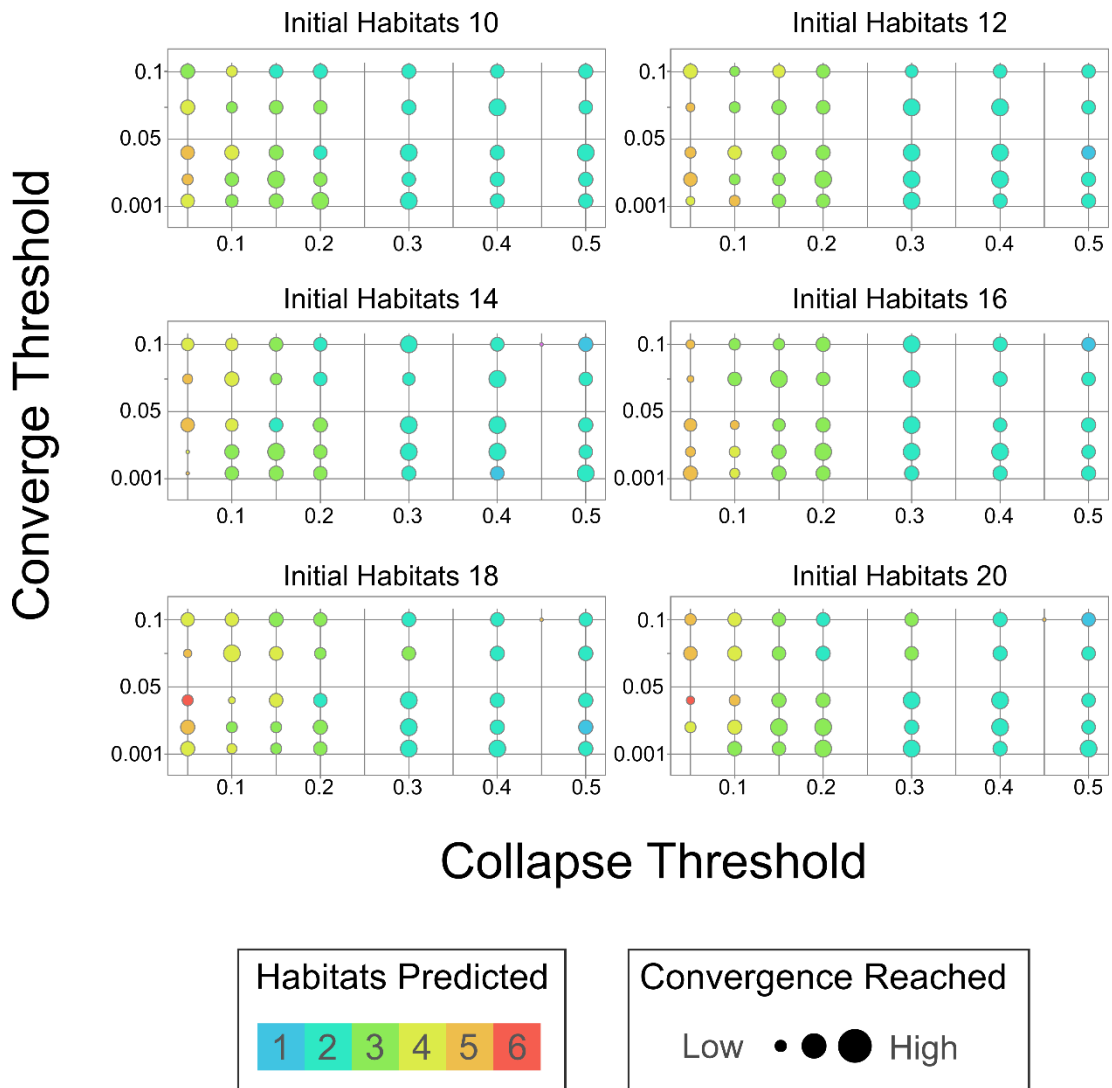 Initial Habitats 10
Initial Habitats 12
0.1
0.05
0.001
0.1
0.05
0.001
0.1 0.2 0.3 0.4 0.5
0.1 0.2 0.3 0.4 0.5
Converge Threshold
Initial Habitats 14
Initial Habitats 16
0.1
0.05
0.001
0.1
0.05
0.001
0.1 0.2 0.3 0.4 0.5
0.1 0.2 0.3 0.4 0.5
Initial Habitats 18
Initial Habitats 20
0.1
0.05
0.001
0.1
0.05
0.001
0.1 0.2 0.3 0.4 0.5
0.1 0.2 0.3 0.4 0.5
Collapse Threshold
Habitats Predicted
1 2 3 4 5 6
Convergence Reached
Low High